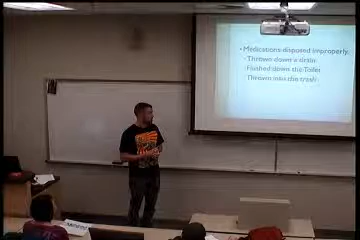 • Medications disposed improperly.
- Thrown down a drain
- Flushed down the Toilet
- Thrown into the trash